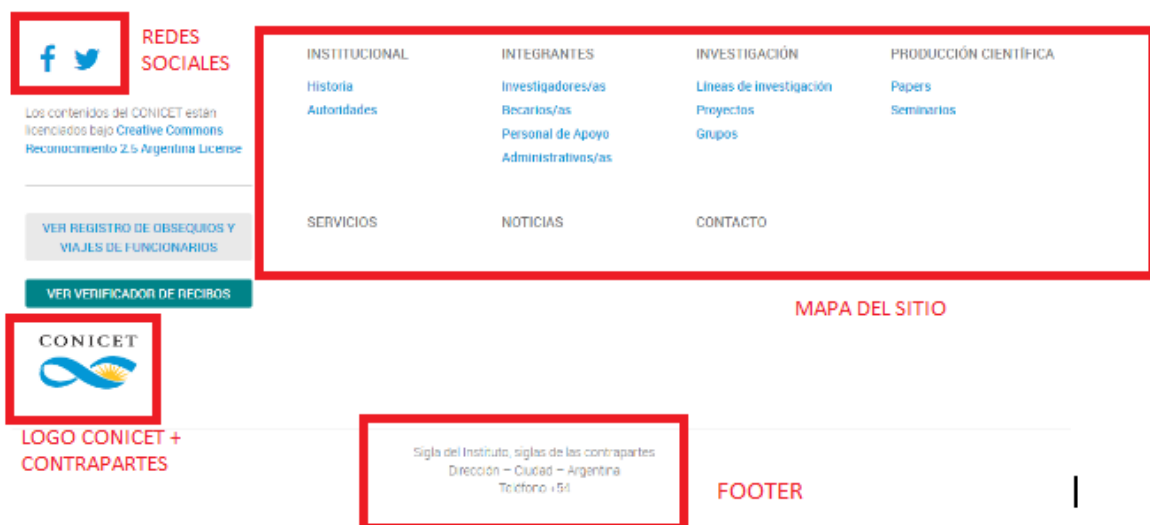 REDES
SOCIALES
Los contenidos del CONICET están
licenciados bajo Creative Commons
Reconocimiento 2.5 Argentina License
VER REGISTRO DE OBSEQUIOS Y
VIAJES DE FUNCIONARIOS
VER VERIFICADOR DE RECIBOS
CONICET
LOGO CONICET +
CONTRAPARTES
INSTITUCIONAL
Historia
Autoridades
INTEGRANTES
Investigadores/as
Becarios/as
Personal de Apoyo
Administrativos/as
INVESTIGACIÓN
Líneas de investigación
Proyectos
Grupos
PRODUCCIÓN CIENTÍFICA
Papers
Seminarios
SERVICIOS
NOTICIAS
CONTACTO
MAPA DEL SITIO
Sigla del Instituto, siglas de las contrapartes
Dirección – Ciudad – Argentina
Teléfono +54
FOOTER